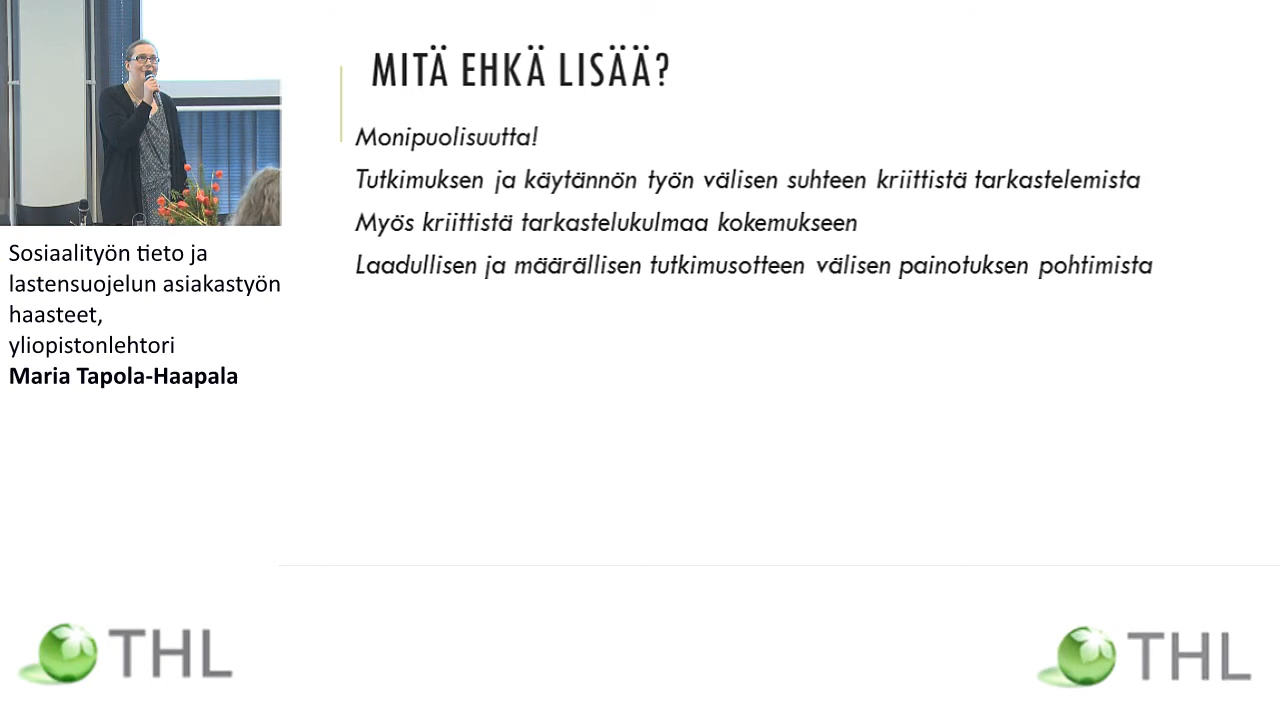 MITÄ EHKÄ LISÄÄ?
Monipuolisuutta!
Tutkimuksen ja käytännön työn välisen suhteen kriittistä tarkastelemista
Myös kriittistä tarkastelukulmaa kokemukseen
Laadullisen ja määrällisen tutkimusotteen välisen painotuksen pohtimista
Sosiaalityön tieto ja
lastensuojelun asiakastyön
haasteet,
yliopistonlehtori
Maria Tapola-Haapala
THL
THL